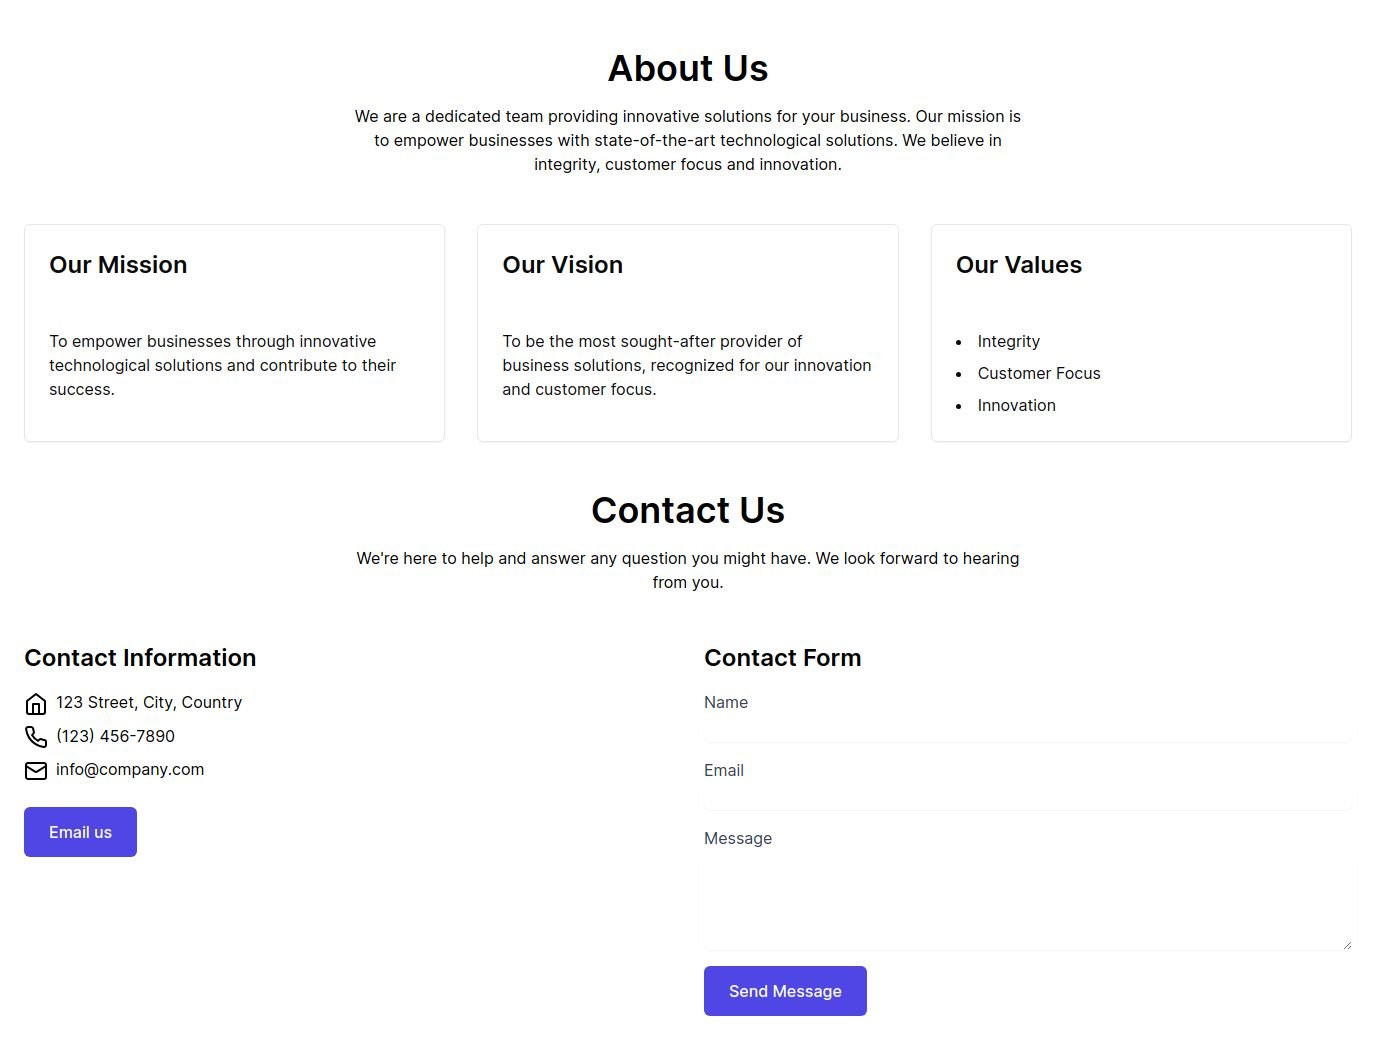 About Us
We are a dedicated team providing innovative solutions for your business. Our mission is
to empower businesses with state-of-the-art technological solutions. We believe in
integrity, customer focus and innovation.
Our Mission
To empower businesses through innovative
technological solutions and contribute to their
success.
Our Vision
To be the most sought-after provider of
business solutions, recognized for our innovation
and customer focus.
Our Values
• Integrity
• Customer Focus
• Innovation
Contact Us
We're here to help and answer any question you might have. We look forward to hearing
from you.
Contact Information
123 Street, City, Country
(123) 456-7890
info@company.com
Email us
Contact Form
Name
Email
Message
Send Message